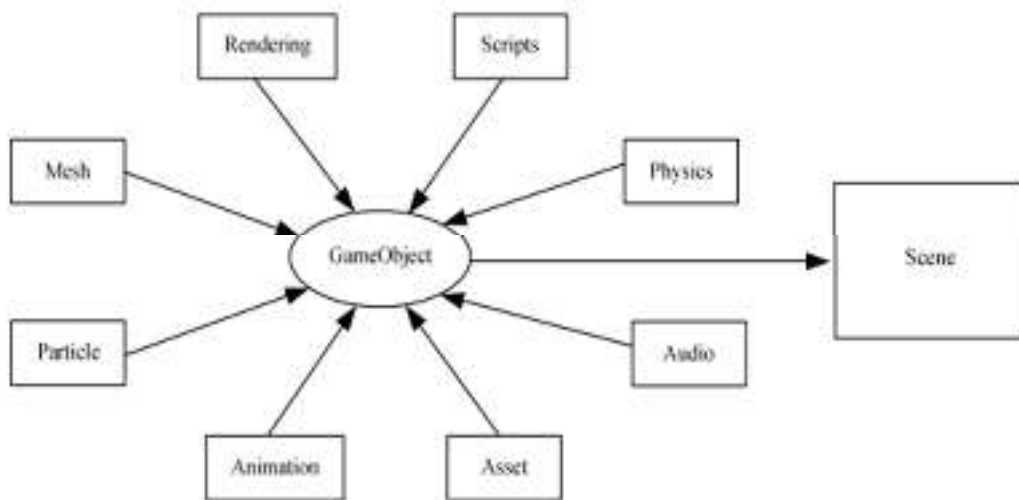 Rendering
Scripts
Mesh
Physics
GameObject
Scene
Particle
Audio
Animation
Asset